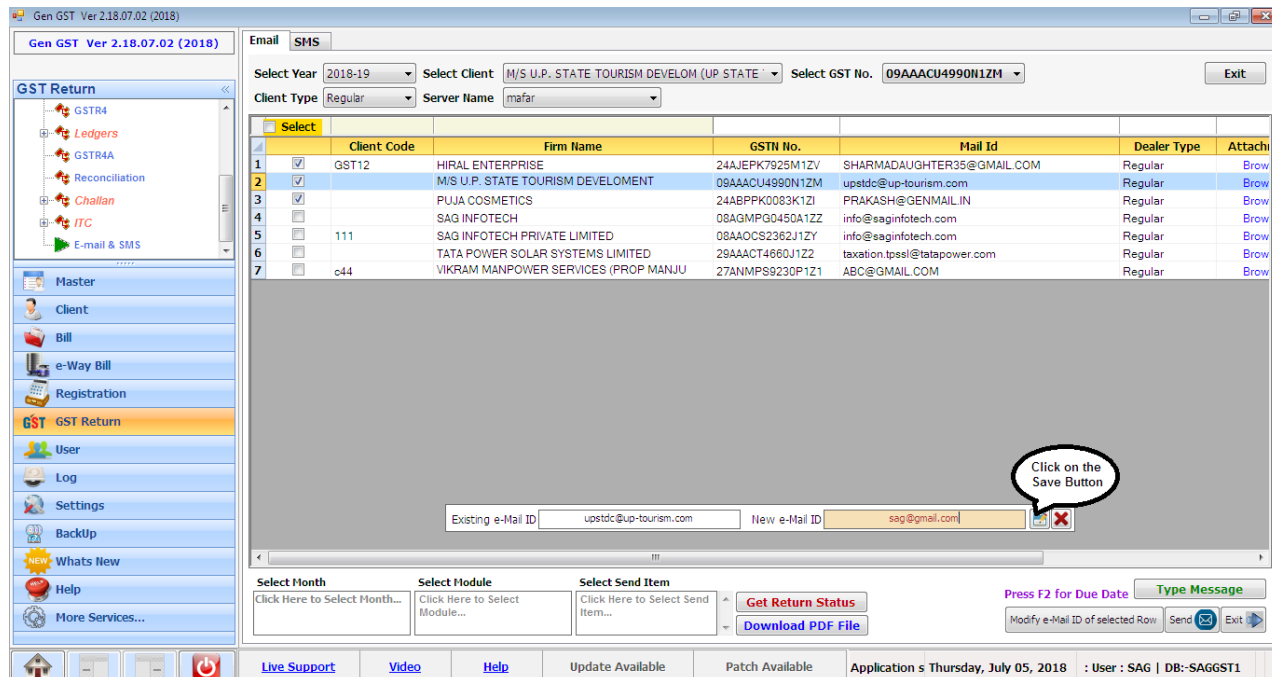 Gen GST Ver 2.18.07.02 (2018)
Gen GST Ver 2.18.07.02 (2018)
GST Return
GSTR4
Ledgers
GSTR4A
Reconciliation
Challan
ITC
E-mail & SMS
Master
Client
Bill
e-Way Bill
Registration
GST GST Return
User
Log
Settings
BackUp
NEW Whats New
Help
More Services...
Email SMS
Select Year 2018-19 Select Client M/S U.P. STATE TOURISM DEVELOM (UP STATE ' Select GST No. 09AAACU4990N1ZM Exit
Client Type Regular Server Name mafar
Select
Client Code Firm Name GSTN No. Mail Id Dealer Type Attachi
1 GST12 HIRAL ENTERPRISE 24AJEPK7925M1ZV SHARMADAUGHTER35@GMAIL.COM Regular Brow
2 M/S U.P. STATE TOURISM DEVELOMENT 09AAACU4990N1ZM upstdc@up-tourism.com Regular Brow
3 PUJA COSMETICS 24ABPPK0083K1ZI PRAKASH@GENMAIL.IN Regular Brow
4 SAG INFOTECH 08AGMPG0450A1ZZ info@saginfotech.com Regular Brow
5 111 SAG INFOTECH PRIVATE LIMITED 08AAOCS2362J1ZY info@saginfotech.com Regular Brow
6 TATA POWER SOLAR SYSTEMS LIMITED 29AAACT4660J1Z2 taxation.tpssl@tatapower.com Regular Brow
7 c44 VIKRAM MANPOWER SERVICES (PROP MANJU 27ANMPS9230P1Z1 ABC@GMAIL.COM Regular Brow
Click on the
Save Button
Existing e-Mail ID upstdc@up-tourism.com New e-Mail ID sag@gmail.com
Select Month Select Module Select Send Item
Click Here to Select Month... Click Here to Select Click Here to Select Send
Module... Item...
Get Return Status
Download PDF File
Press F2 for Due Date Type Message
Modify e-Mail ID of selected Row Send Exit
Live Support Video Help Update Available Patch Available Application s Thursday, July 05, 2018 : User : SAG | DB:-SAGGST1